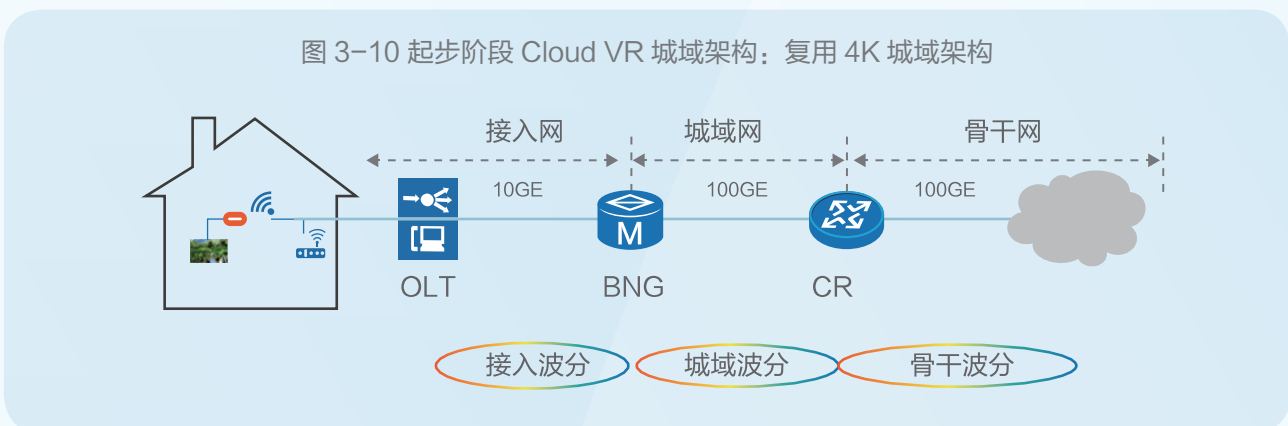 图 3-10 起步阶段 Cloud VR 城域架构：复用 4K 城域架构
接入网 城域网 骨干网
10GE 100GE 100GE
M
OLT BNG CR
接入波分 城域波分 骨干波分